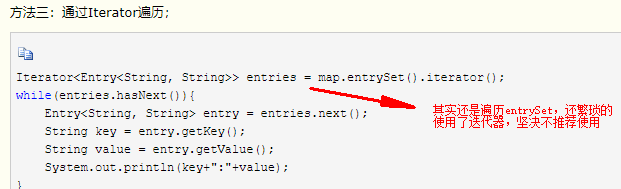 方法三：通过Iterator遍历；
Iterator<Entry<String, String>> entries = map.entrySet().iterator();
while(entries.hasNext()){
    Entry<String, String> entry = entries.next();
    String key = entry.getKey();
    String value = entry.getValue();
    System.out.println(key+":"+value);
}
其实还是遍历entrySet，还繁琐的
使用了迭代器，坚决不推荐使用